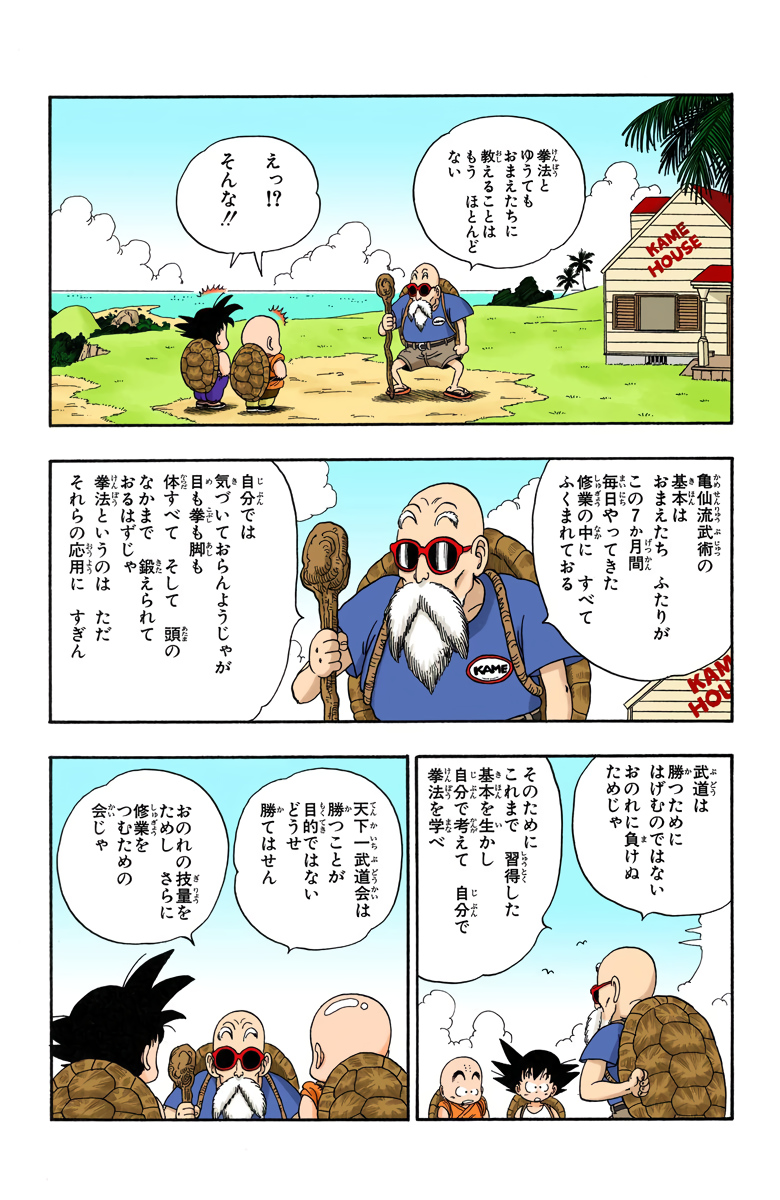 拳法と
ゆうても
おまえたちに
教えることは
もう ほとんど
ない
えっ!?
そんな!!
KAME
HOUSE
亀仙流武術の
基本は
おまえたち ふたりが
この7か月間
毎日やってきた
修業の中に すべて
ふくまれておる
自分では
気づいておらんようじゃが
目も拳も脚も
体すべて そして 頭の
なかまで 鍛えられて
おるはずじゃ
拳法というのは ただ
それらの応用に すぎん
KAME
KAME
HOU
武道は
勝つために
はげむのではない
おのれに負けぬ
ためじゃ
そのために
これまで 習得した
基本を生かし
自分で考えて 自分で
拳法を学べ
天下一武道会は
勝つことが
目的ではない
どうせ
勝てはせん
おのれの技量を
ためし さらに
修業を
つむための
会じゃ